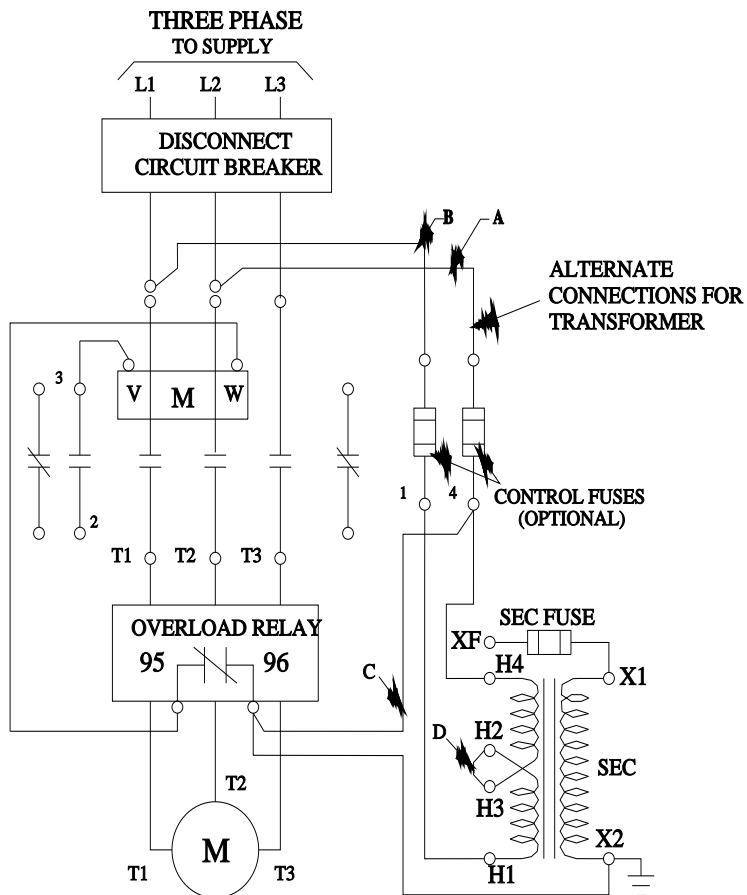 THREE PHASE
TO SUPPLY
L1 L2 L3
DISCONNECT
CIRCUIT BREAKER
B A
ALTERNATE
CONNECTIONS FOR
TRANSFORMER
3 V M W
1 4
CONTROL FUSES
(OPTIONAL)
2
T1 T2 T3
OVERLOAD RELAY
95 96
SEC FUSE
XF
H4 X1
C
D H2
SEC
H3
T2
X2
M
T1 T3 H1